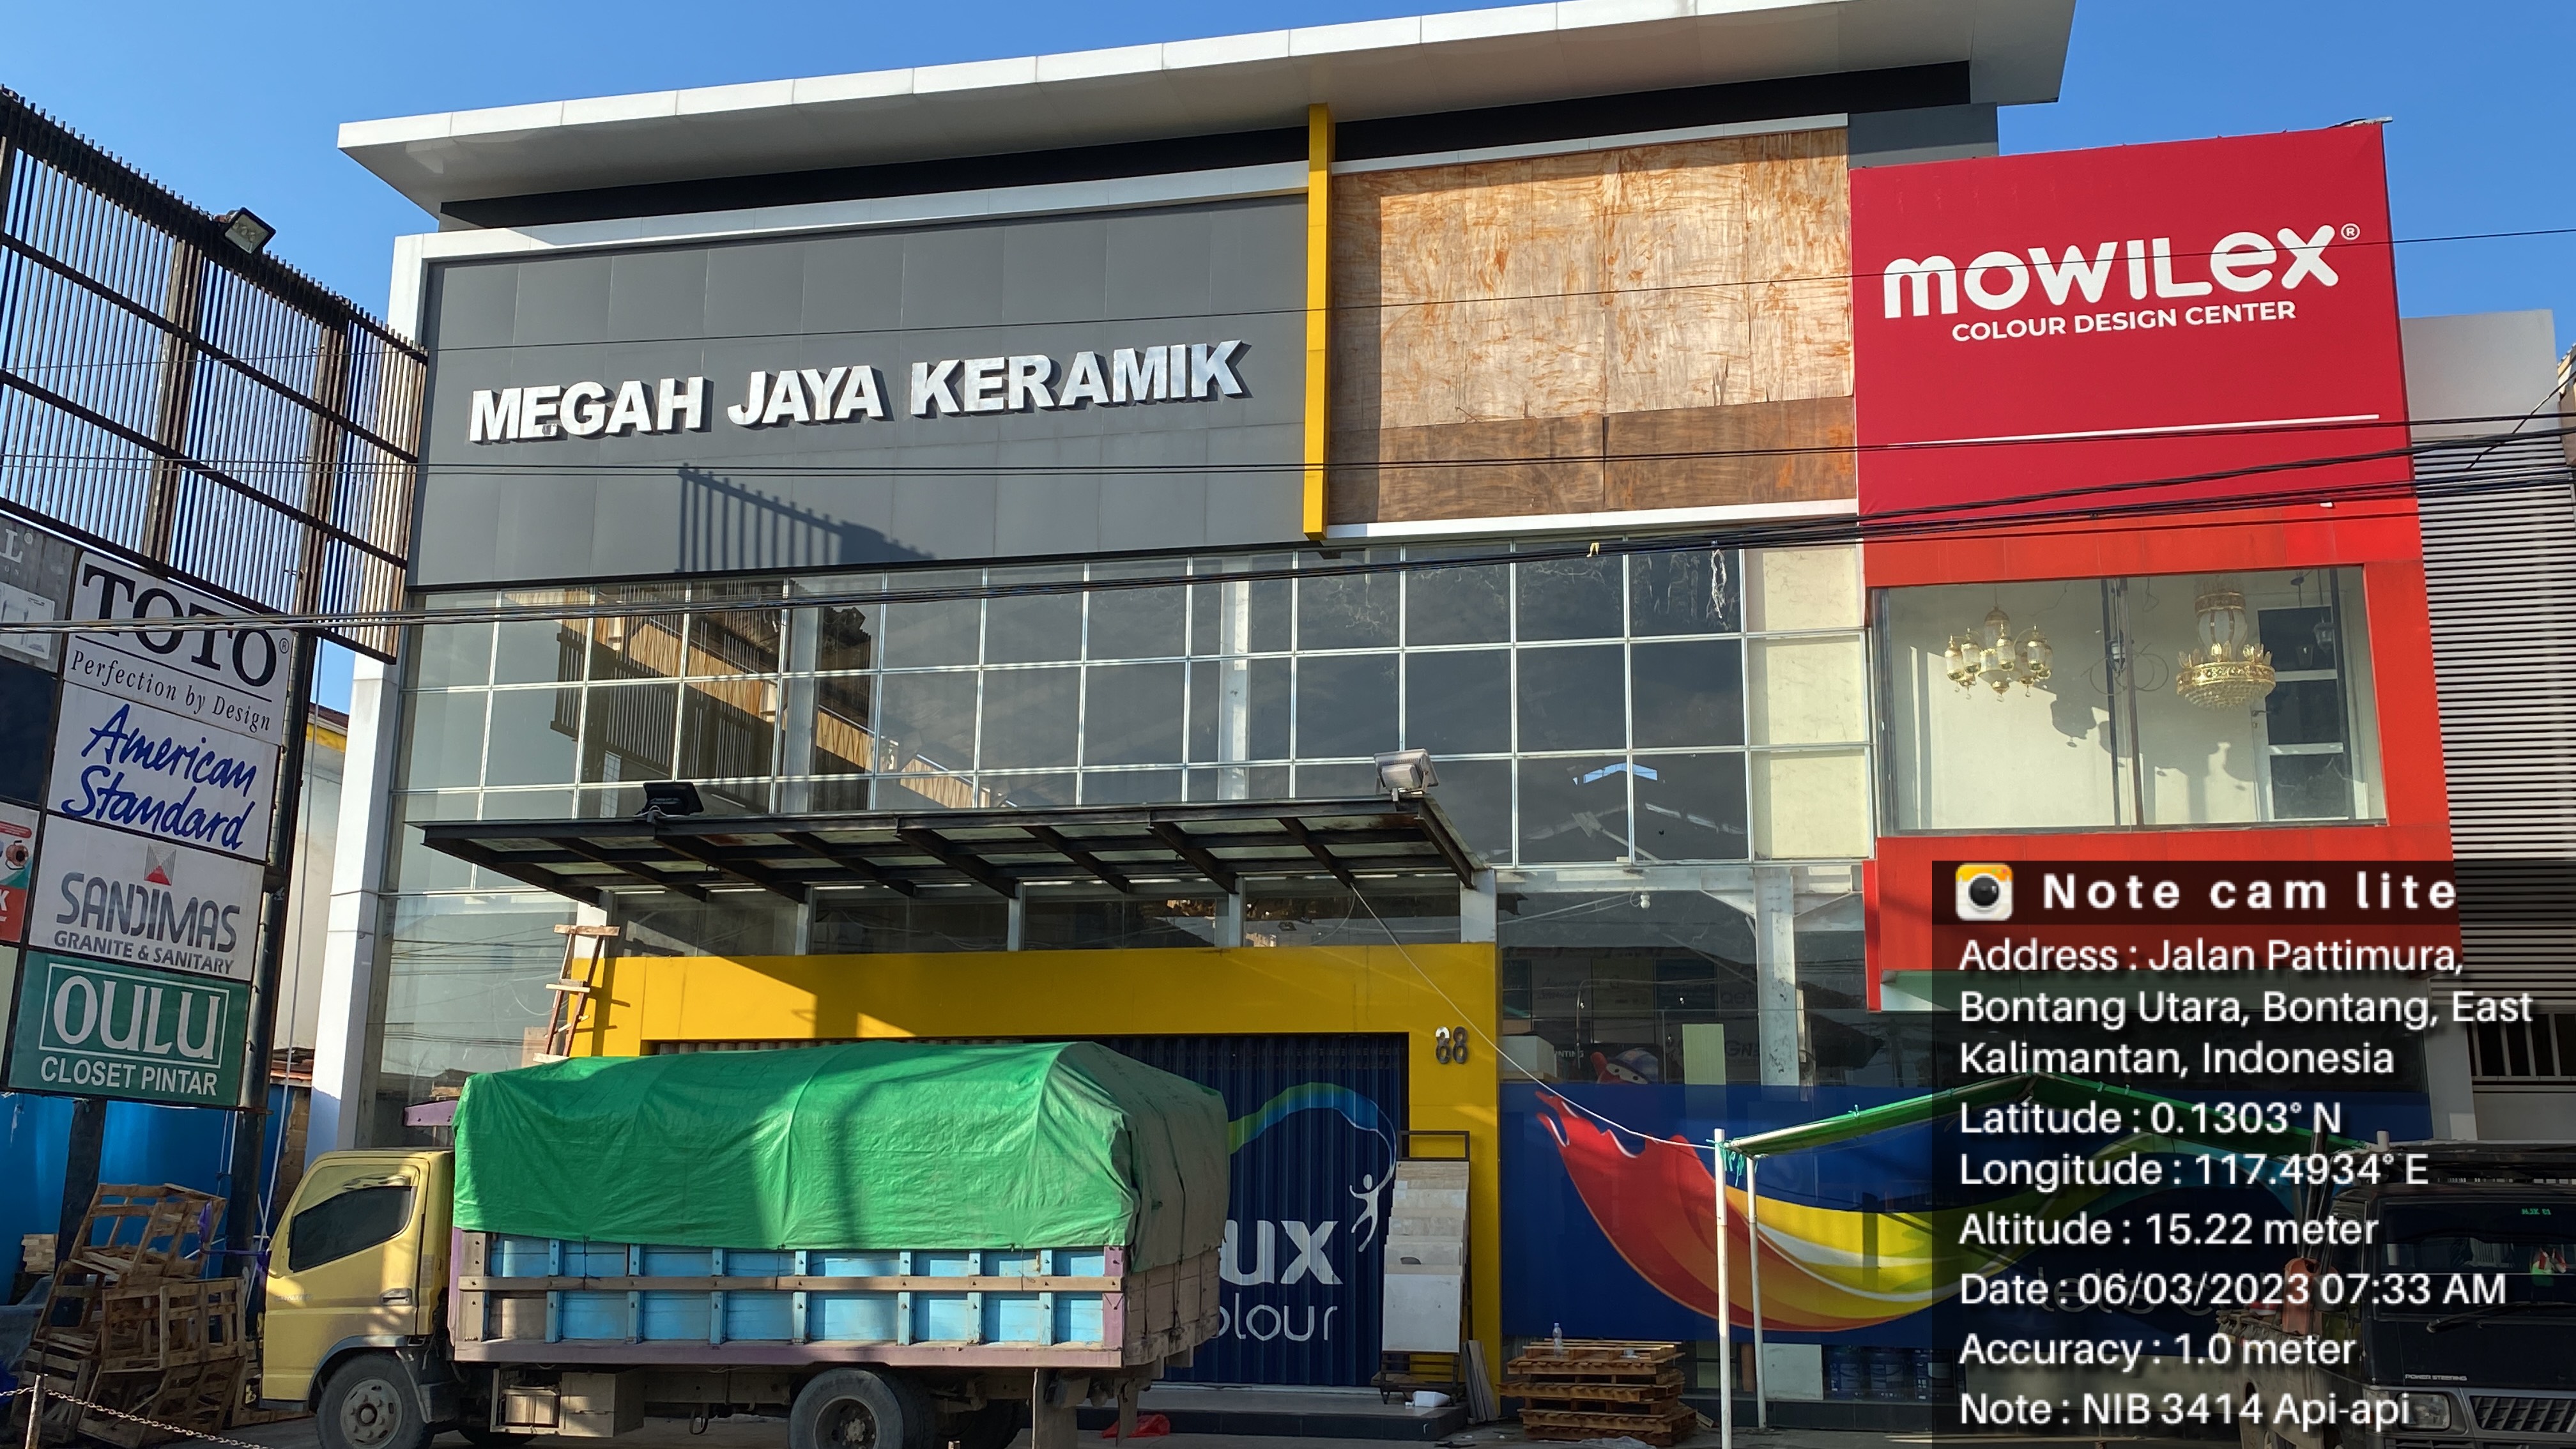 MEGAH JAYA KERAMIK
mowilex®
COLOUR DESIGN CENTER
TOTO®
Perfection by Design
American
Standard
SANJIMAS
GRANITE & SANITARY
OULU
CLOSET PINTAR
88
ux
olour
Note cam lite
Address : Jalan Pattimura,
Bontang Utara, Bontang, East
Kalimantan, Indonesia
Latitude : 0.1303° N
Longitude : 117.4934° E
Altitude : 15.22 meter
Date : 06/03/2023 07:33 AM
Accuracy : 1.0 meter
Note : NIB 3414 Api-api
POWER STEERING